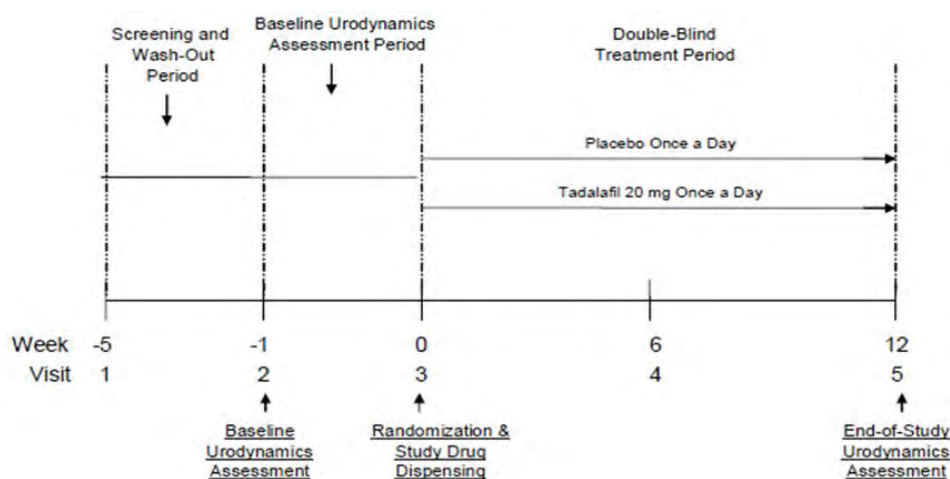 Screening and
Wash-Out
Period
Baseline Urodynamics
Assessment Period
Double-Blind
Treatment Period
Placebo Once a Day
Tadalafil 20 mg Once a Day
Week -5 -1 0 6 12
Visit 1 2 3 4 5
Baseline
Urodynamics
Assessment
Randomization &
Study Drug
Dispensing
End-of-Study
Urodynamics
Assessment